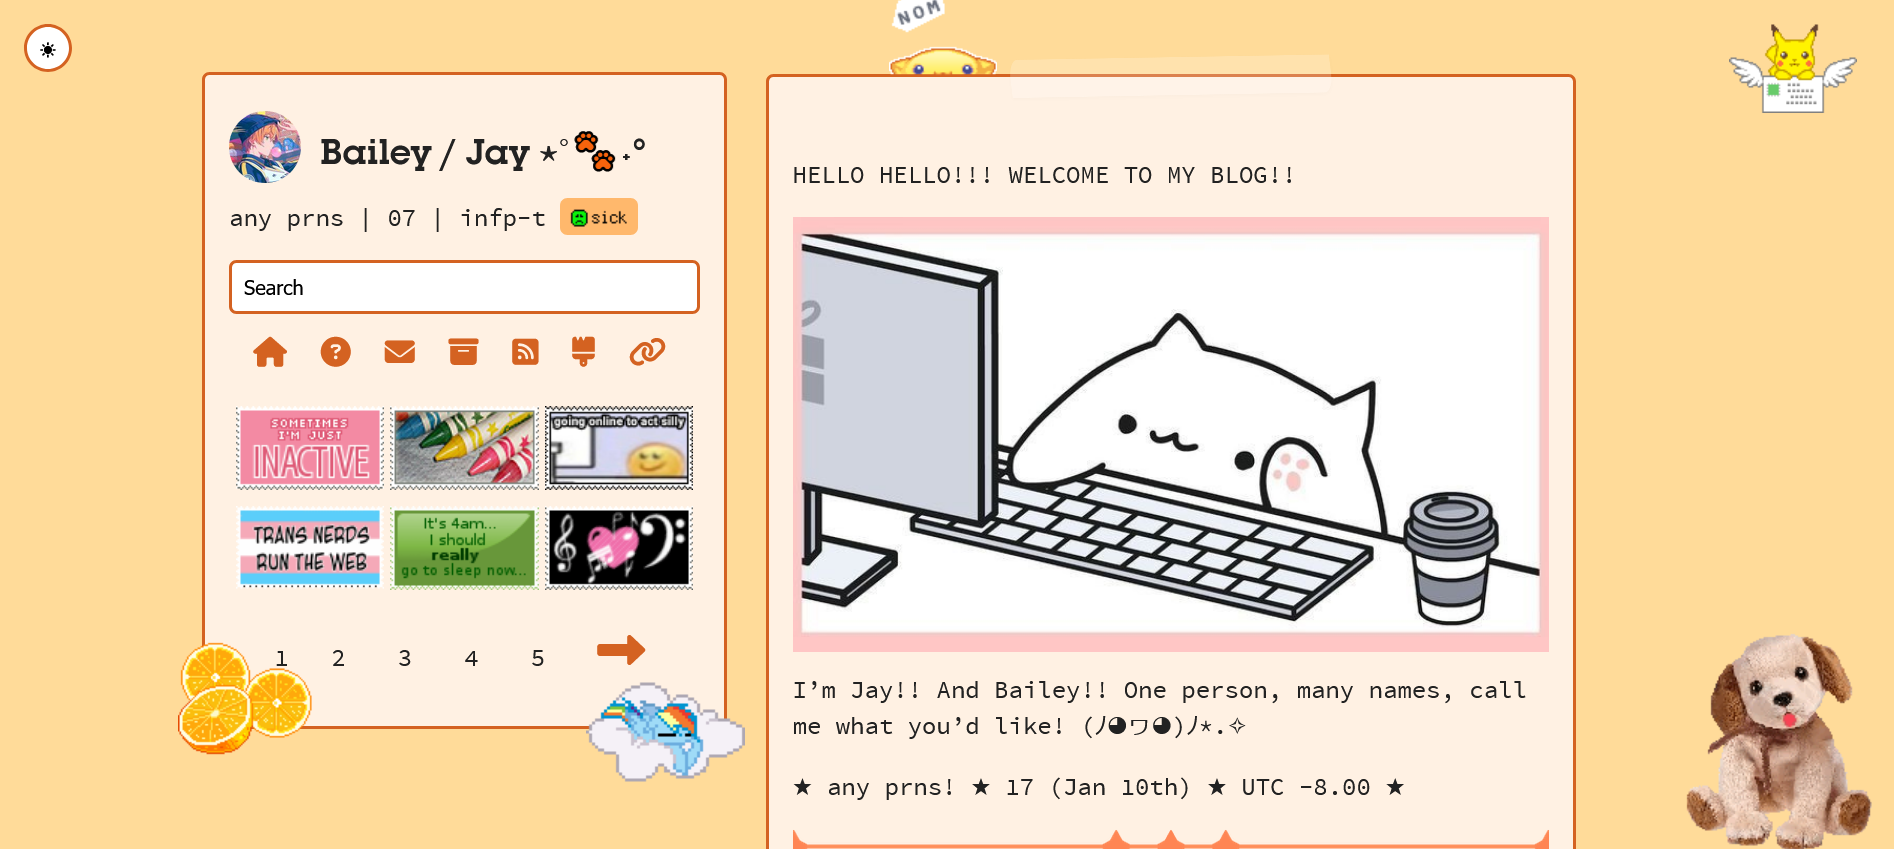 NOM
Bailey / Jay ⋆˚🐾˖°
any prns | 07 | infp-t
sick
Search
SOMETIMES
I'M JUST
INACTIVE
going online to act silly
TRANS NERDS
RUN THE WEB
It's 4am...
I should
really
go to sleep now...
1 2 3 4 5
HELLO HELLO!!! WELCOME TO MY BLOG!!
I’m Jay!! And Bailey!! One person, many names, call
me what you’d like! (ﾉ◕ヮ◕)ﾉ*.✧
★ any prns! ★ 17 (Jan 10th) ★ UTC -8.00 ★